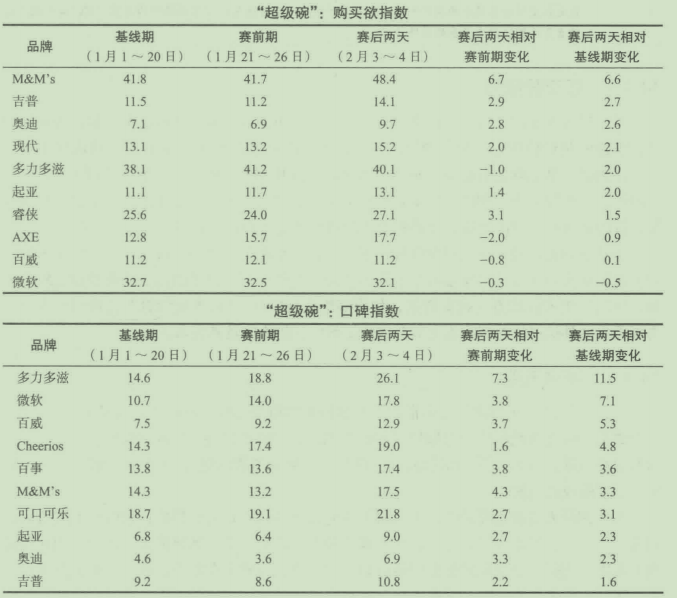 “超级碗”：购买欲指数
品牌 基线期 赛前期 赛后两天 赛后两天相对 赛后两天相对
（1月1～20日） （1月21～26日） （2月3～4日） 赛前期变化 基线期变化
M&M’s 41.8 41.7 48.4 6.7 6.6
吉普 11.5 11.2 14.1 2.9 2.7
奥迪 7.1 6.9 9.7 2.8 2.6
现代 13.1 13.2 15.2 2.0 2.1
多力多滋 38.1 41.2 40.1 −1.0 2.0
起亚 11.1 11.7 13.1 1.4 2.0
睿侠 25.6 24.0 27.1 3.1 1.5
AXE 12.8 15.7 17.7 −2.0 0.9
百威 11.2 12.1 11.2 −0.8 0.1
微软 32.7 32.5 32.1 −0.3 −0.5
“超级碗”：口碑指数
品牌 基线期 赛前期 赛后两天 赛后两天相对 赛后两天相对
（1月1～20日） （1月21～26日） （2月3～4日） 赛前期变化 基线期变化
多力多滋 14.6 18.8 26.1 7.3 11.5
微软 10.7 14.0 17.8 3.8 7.1
百威 7.5 9.2 12.9 3.7 5.3
Cheerios 14.3 17.4 19.0 1.6 4.8
百事 13.8 13.6 17.4 3.8 3.6
M&M’s 14.3 13.2 17.5 4.3 3.3
可口可乐 18.7 19.1 21.8 2.7 3.1
起亚 6.8 6.4 9.0 2.7 2.3
奥迪 4.6 3.6 6.9 3.3 2.3
吉普 9.2 8.6 10.8 2.2 1.6